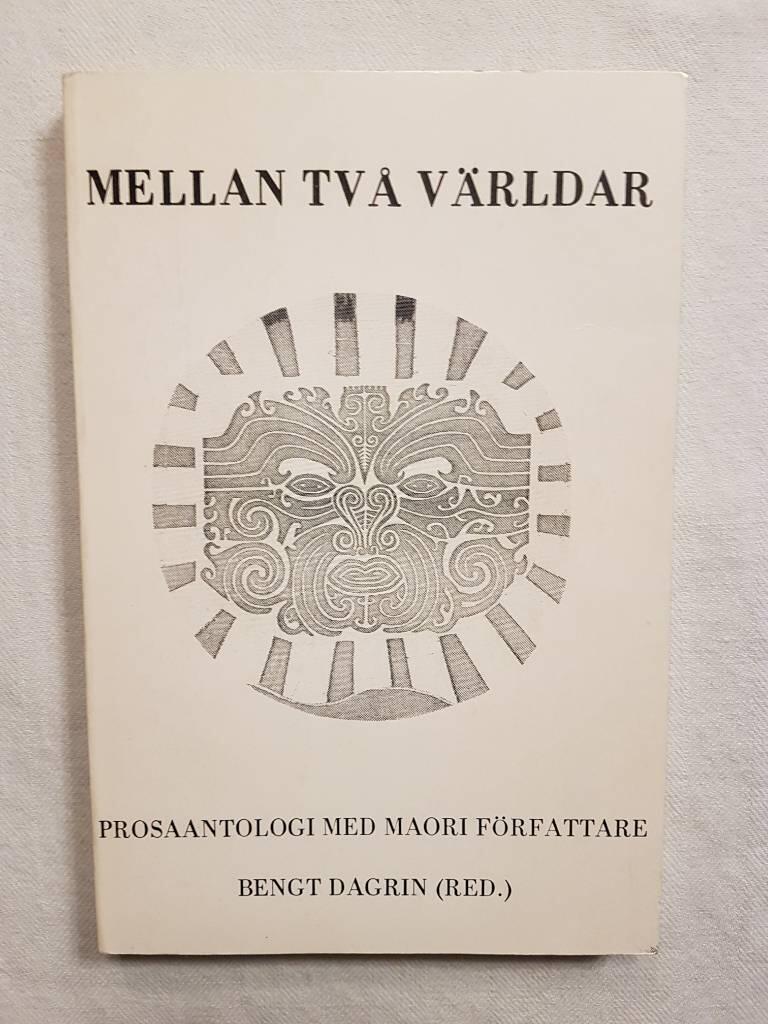 MELLAN TVÅ VÄRLDAR
PROSAANTOLOGI MED MAORI FÖRFATTARE
BENGT DAGRIN (RED.)